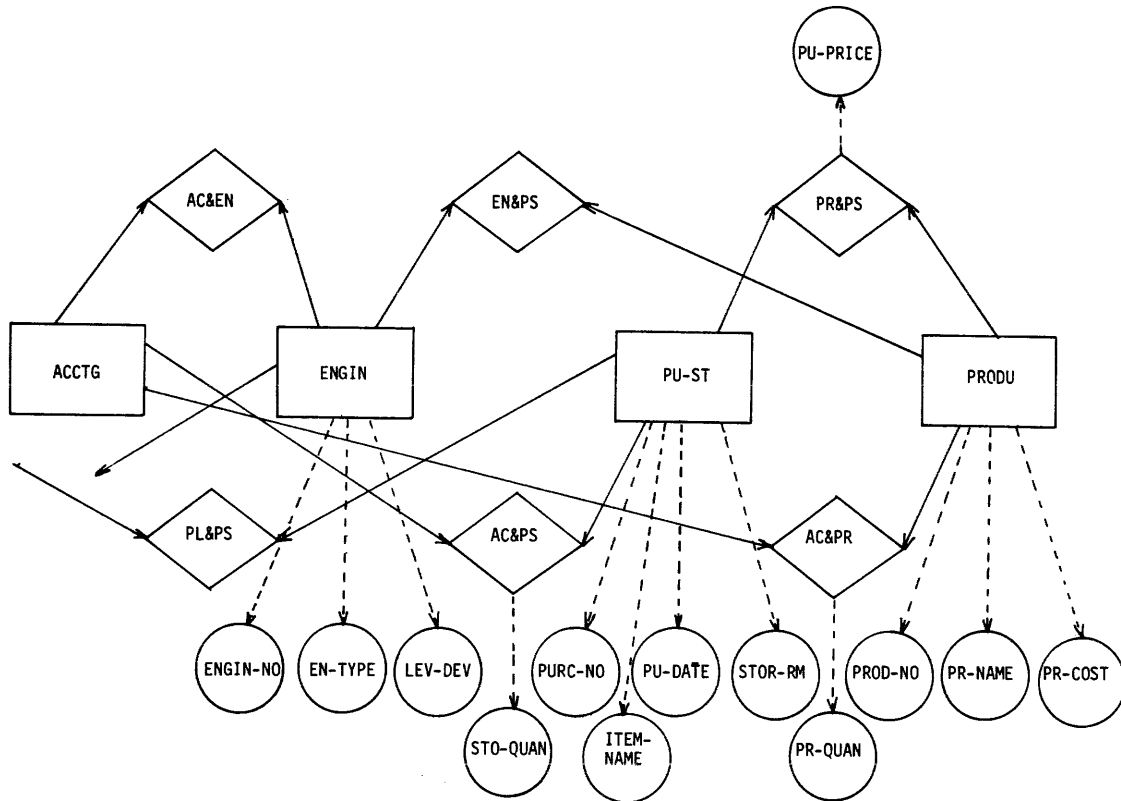 PU-PRICE
AC&EN
EN&PS
PR&PS
ACCTG
ENGIN
PU-ST
PRODU
PL&PS
AC&PS
AC&PR
ENGIN-NO
EN-TYPE
LEV-DEV
PURC-NO
PU-DATE
STOR-RM
PROD-NO
PR-NAME
PR-COST
STO-QUAN
ITEM-
NAME
PR-QUAN